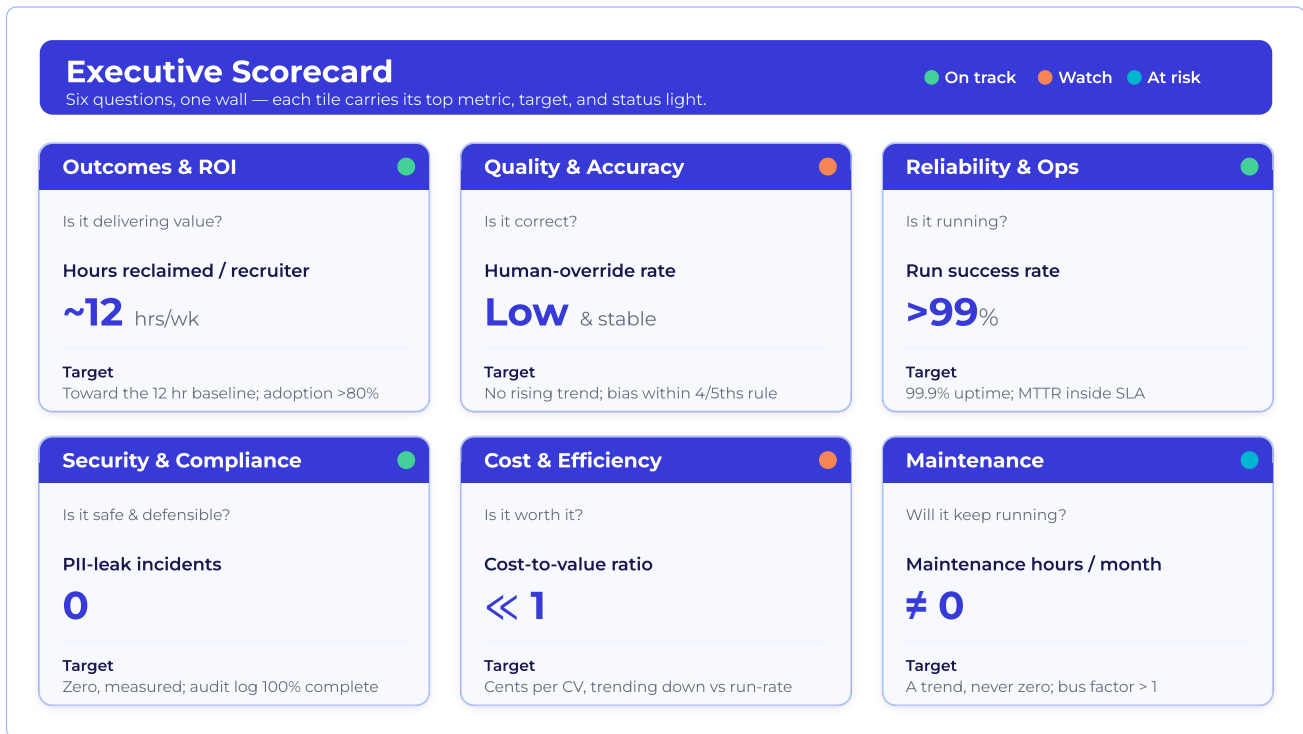 Executive Scorecard
Six questions, one wall — each tile carries its top metric, target, and status light.
On track
Watch
At risk
Outcomes & ROI
Is it delivering value?
Hours reclaimed / recruiter
~12 hrs/wk
Target
Toward the 12 hr baseline; adoption >80%
Quality & Accuracy
Is it correct?
Human-override rate
Low & stable
Target
No rising trend; bias within 4/5ths rule
Reliability & Ops
Is it running?
Run success rate
>99%
Target
99.9% uptime; MTTR inside SLA
Security & Compliance
Is it safe & defensible?
PII-leak incidents
0
Target
Zero, measured; audit log 100% complete
Cost & Efficiency
Is it worth it?
Cost-to-value ratio
≪ 1
Target
Cents per CV, trending down vs run-rate
Maintenance
Will it keep running?
Maintenance hours / month
≠ 0
Target
A trend, never zero; bus factor > 1